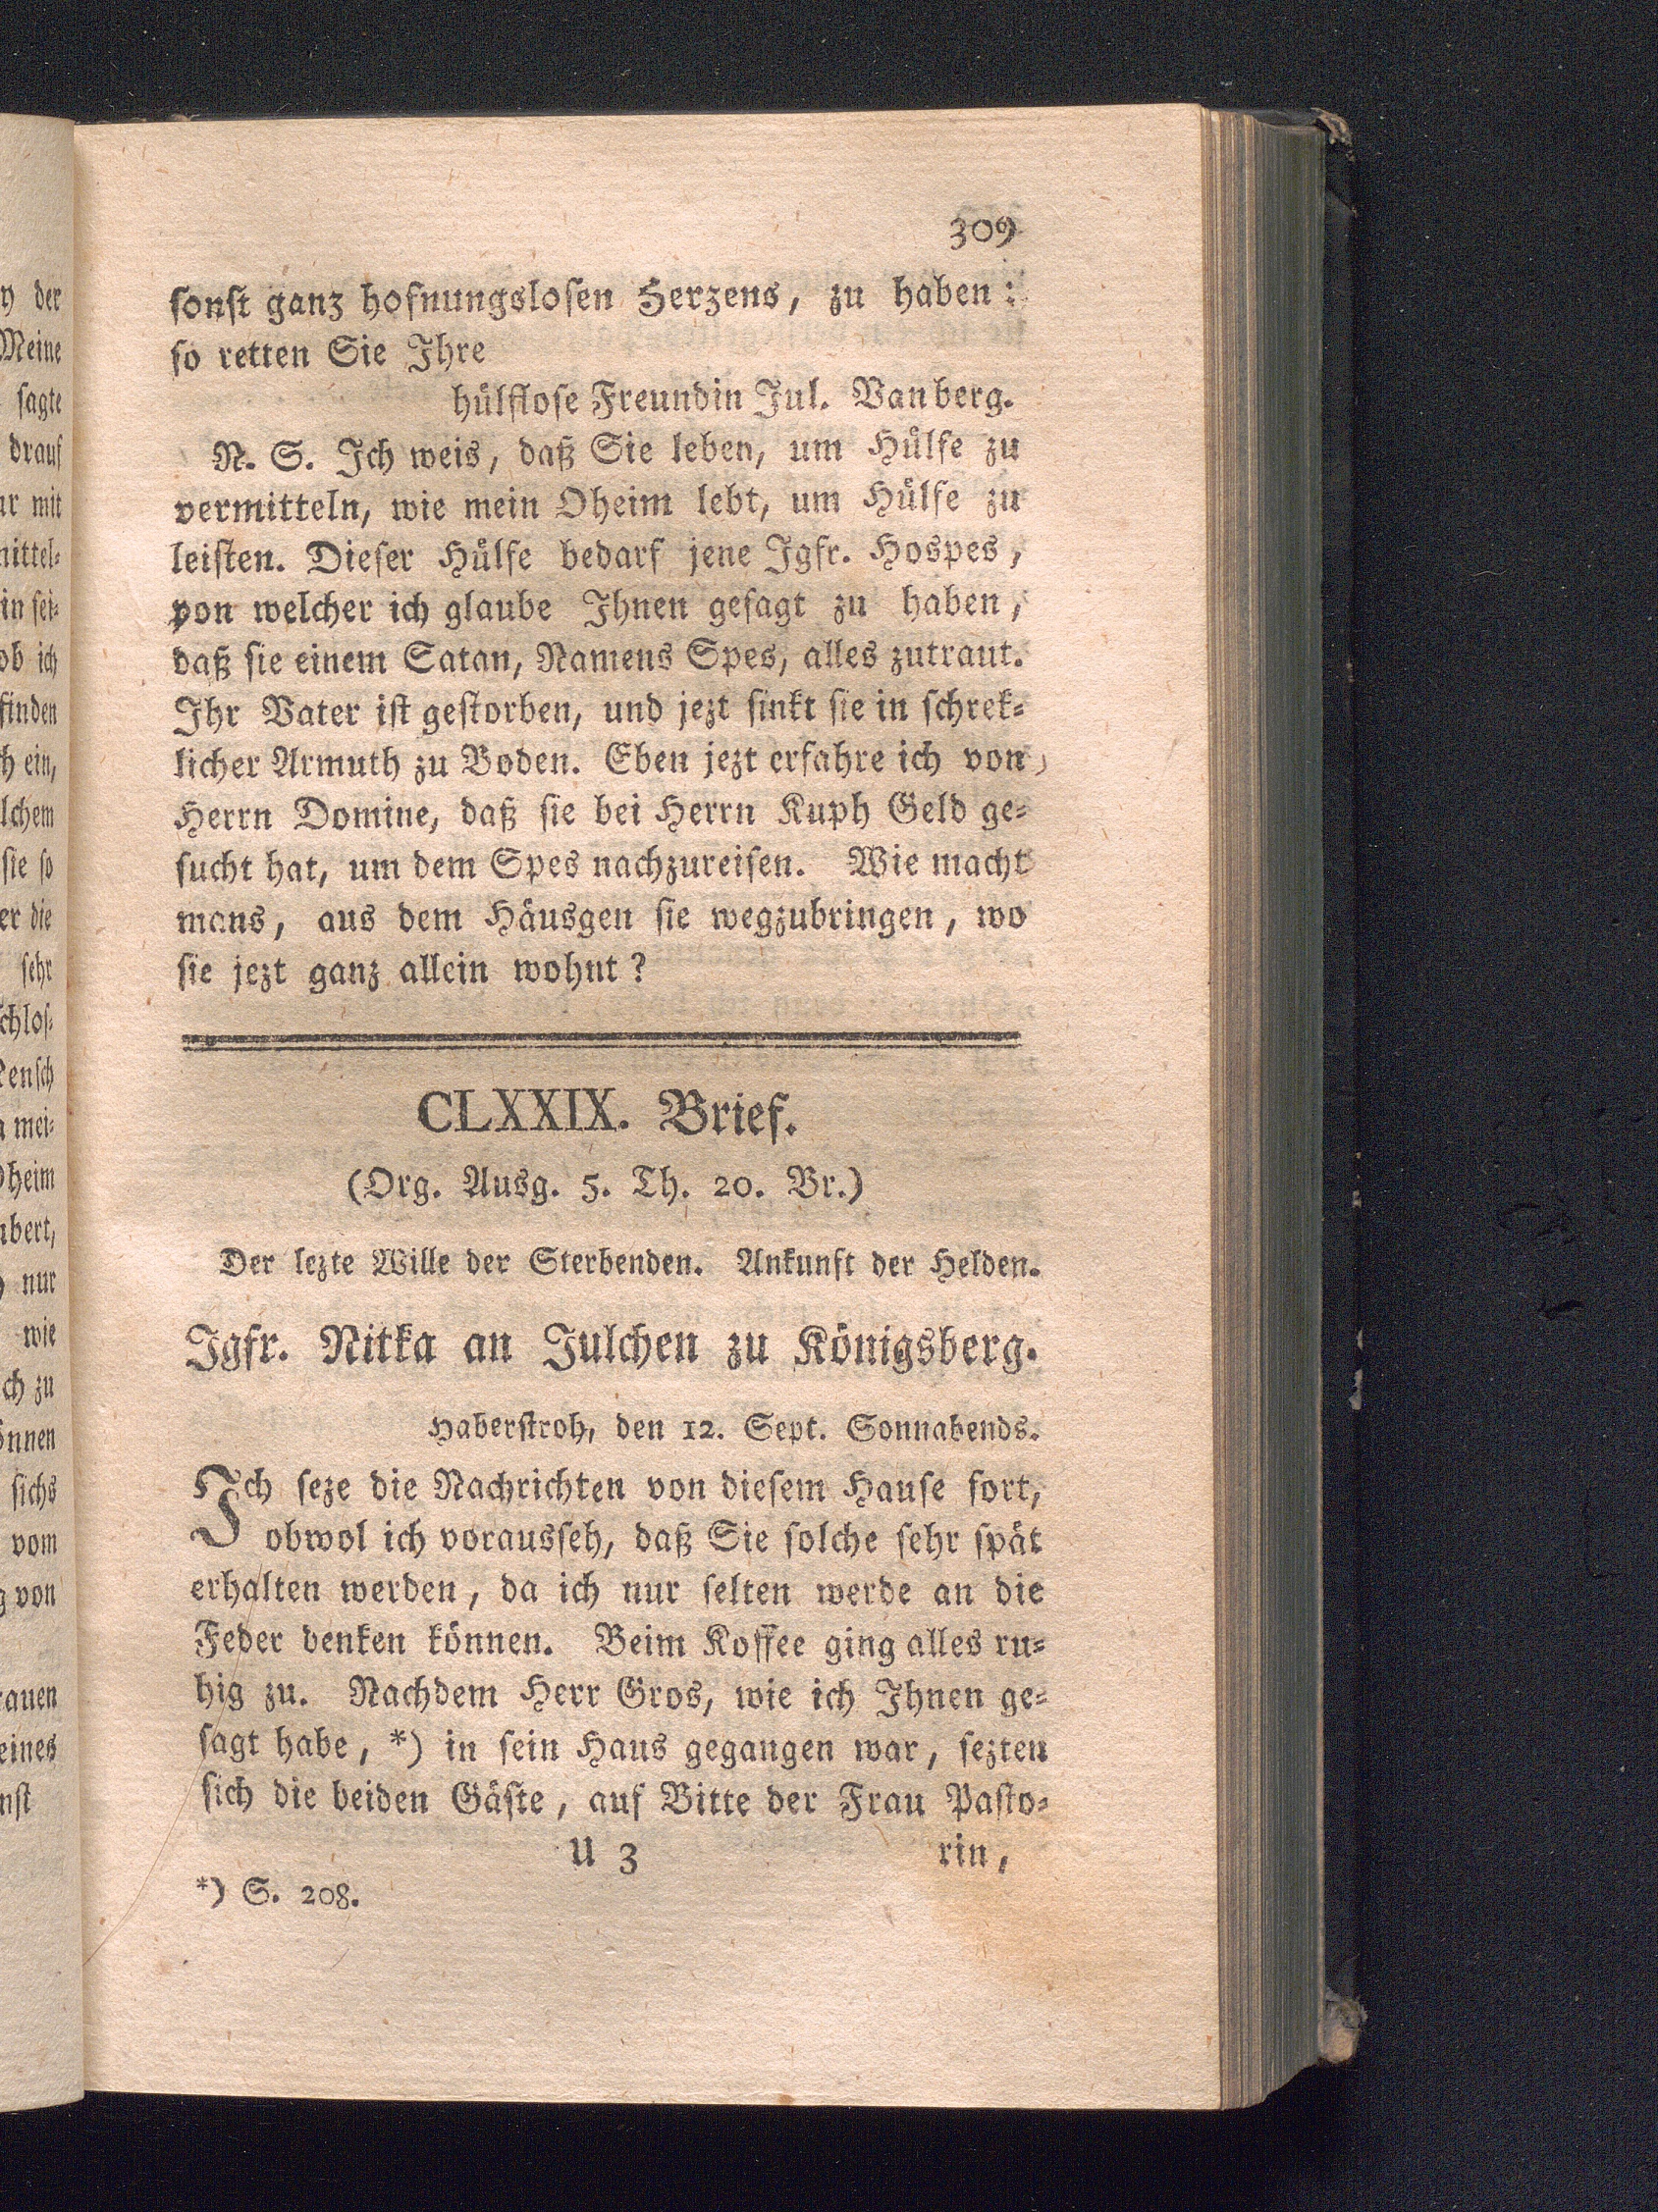 309
sonst ganz hofnungslosen Herzens, zu haben:
so retten Sie Ihre
hülflose Freundin Jul. Vanberg.
N. S. Ich weis, daß Sie leben, um Hülfe zu
vermitteln, wie mein Oheim lebt, um Hülfe zu
leisten. Dieser Hülfe bedarf jene Jgfr. Hospes,
von welcher ich glaube Ihnen gesagt zu haben,
daß sie einem Satan, Namens Spes, alles zutraut.
Ihr Vater ist gestorben, und jezt sinkt sie in schrek-
licher Armuth zu Boden. Eben jezt erfahre ich von
Herrn Domine, daß sie bei Herrn Kuph Geld ge-
sucht hat, um dem Spes nachzureisen. Wie macht
mans, aus dem Häusgen sie wegzubringen, wo
sie jezt ganz allein wohnt?
CLXXIX. Brief.
(Org. Ausg. 5. Th. 20. Br.)
Der lezte Wille der Sterbenden. Ankunft der Helden.
Jgfr. Nitka an Julchen zu Königsberg.
Haberstroh, den 12. Sept. Sonnabends.
Ich seze die Nachrichten von diesem Hause fort,
obwol ich vorausseh, daß Sie solche sehr spät
erhalten werden, da ich nur selten werde an die
Feder denken können. Beim Koffee ging alles ru-
hig zu. Nachdem Herr Gros, wie ich Ihnen ge-
sagt habe, *) in sein Haus gegangen war, sezten
sich die beiden Gäste, auf Bitte der Frau Pasto-
U 3 rin,
*) S. 208.